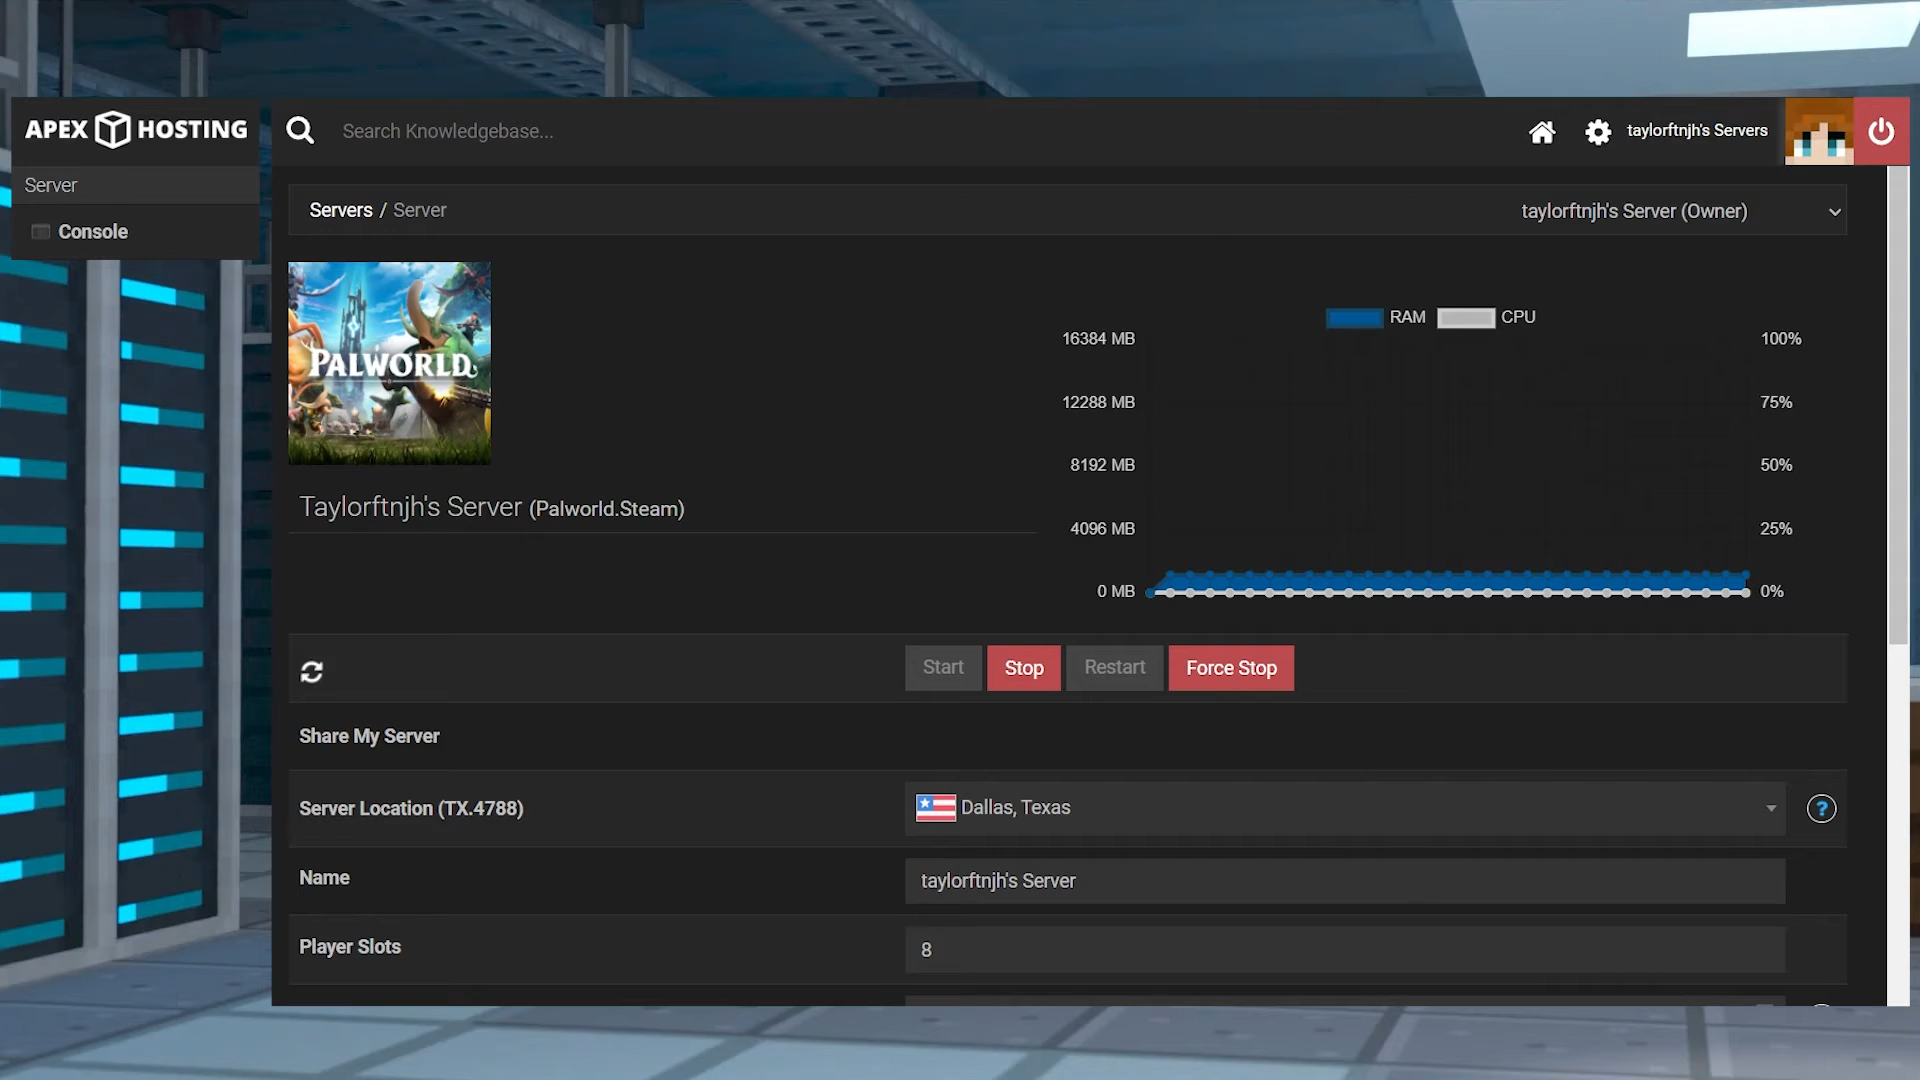 APEX HOSTING
Search Knowledgebase...
taylorftnjh's Servers
Server
Console
Servers / Server
taylorftnjh's Server (Owner)
PALWORLD
Taylorftnjh's Server (Palworld.Steam)
RAM CPU
16384 MB 100%
12288 MB 75%
8192 MB 50%
4096 MB 25%
0 MB 0%
Start Stop Restart Force Stop
Share My Server
Server Location (TX.4788) Dallas, Texas ?
Name taylorftnjh's Server
Player Slots 8